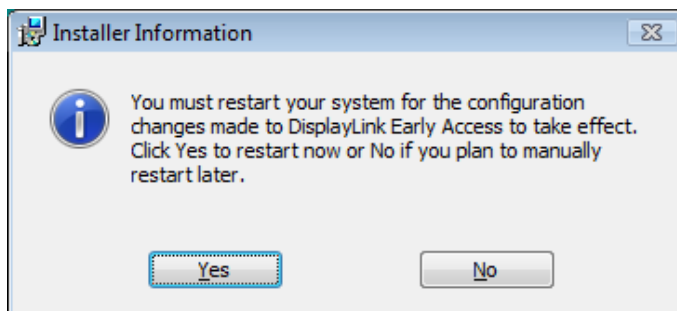 Installer Information
You must restart your system for the configuration
changes made to DisplayLink Early Access to take effect.
Click Yes to restart now or No if you plan to manually
restart later.
Yes
No